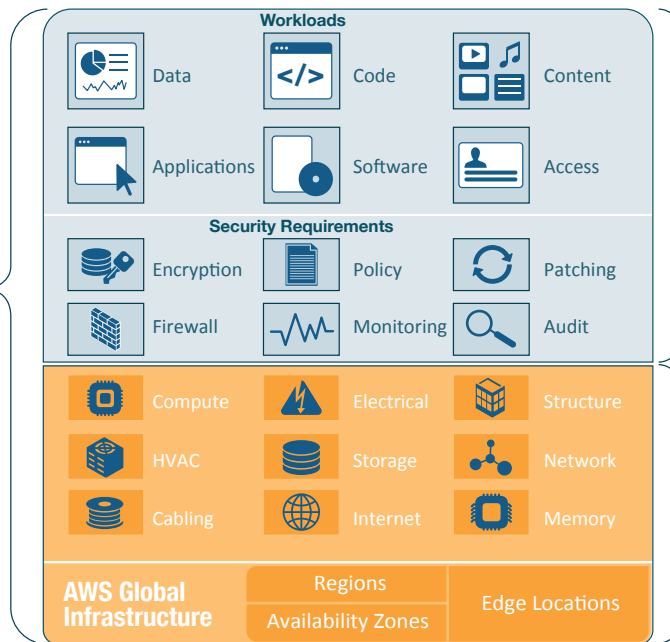 Workloads
Data
Code
Content
</>
Applications
Software
Access
Security Requirements
Encryption
Policy
Patching
Firewall
Monitoring
Audit
Compute
Electrical
Structure
HVAC
Storage
Network
Cabling
Internet
Memory
AWS Global
Infrastructure
Regions
Availability Zones
Edge Locations